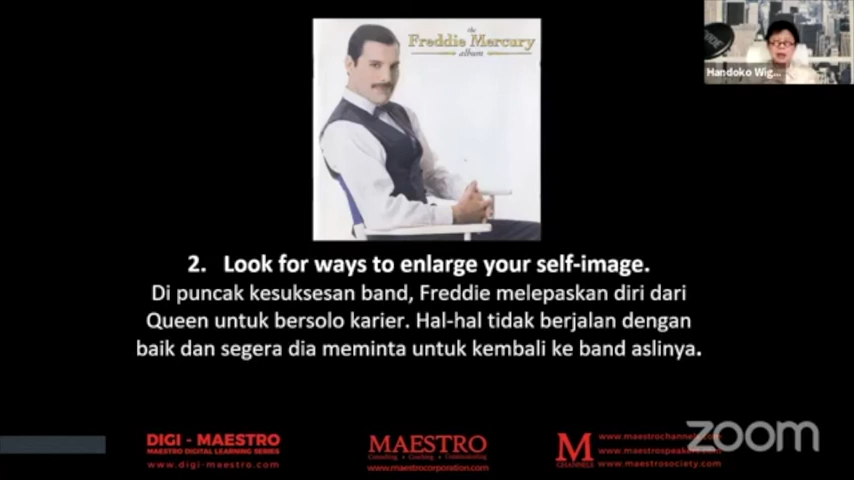 the
Freddie Mercury
album
Handoko Wig...
2. Look for ways to enlarge your self-image.
Di puncak kesuksesan band, Freddie melepaskan diri dari
Queen untuk bersolo karier. Hal-hal tidak berjalan dengan
baik dan segera dia meminta untuk kembali ke band aslinya.
DIGI - MAESTRO
MAESTRO DIGITAL LEARNING SERIES
www.digi-maestro.com
MAESTRO
Consulting • Coaching • Communicating
www.maestrocorporation.com
M
CHANNELS
www.maestrochannels.com
www.maestrospeakers.com
www.maestrosociety.com
zoom